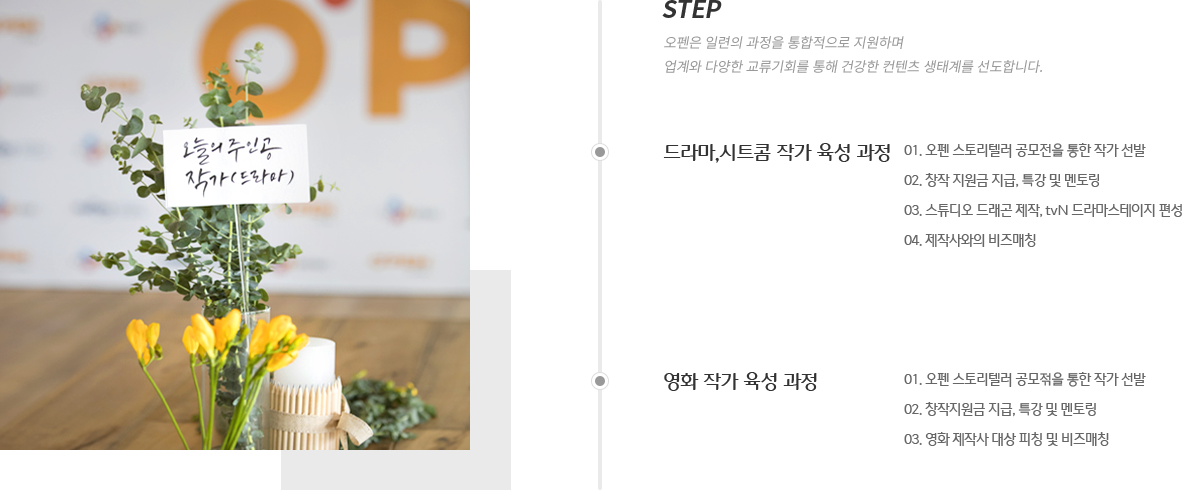 O'P
오늘의 주인공
작가(드라마)
STEP
오펜은 일련의 과정을 통합적으로 지원하며
업계와 다양한 교류기회를 통해 건강한 컨텐츠 생태계를 선도합니다.
드라마,시트콤 작가 육성 과정
01. 오펜 스토리텔러 공모전을 통한 작가 선발
02. 창작 지원금 지급, 특강 및 멘토링
03. 스튜디오 드래곤 제작, tvN 드라마스테이지 편성
04. 제작사와의 비즈매칭
영화 작가 육성 과정
01. 오펜 스토리텔러 공모젂을 통한 작가 선발
02. 창작지원금 지급, 특강 및 멘토링
03. 영화 제작사 대상 피칭 및 비즈매칭